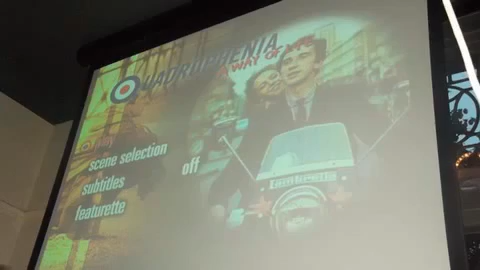 QUADROPHENIA
A WAY OF LIFE
play
scene selection
off
subtitles
featurette
Lambretta